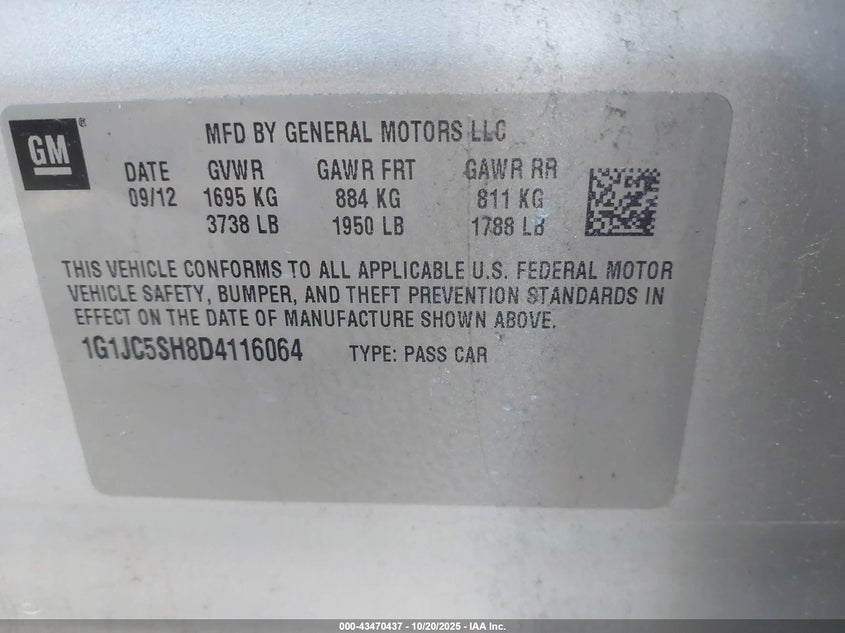 GM®
MFD BY GENERAL MOTORS LLC
DATE GVWR GAWR FRT GAWR RR
09/12 1695 KG 884 KG 811 KG
3738 LB 1950 LB 1788 LB
THIS VEHICLE CONFORMS TO ALL APPLICABLE U.S. FEDERAL MOTOR
VEHICLE SAFETY, BUMPER, AND THEFT PREVENTION STANDARDS IN
EFFECT ON THE DATE OF MANUFACTURE SHOWN ABOVE.
1G1JC5SH8D4116064 TYPE: PASS CAR
000-43470437 - 10/20/2025 - IAA Inc.